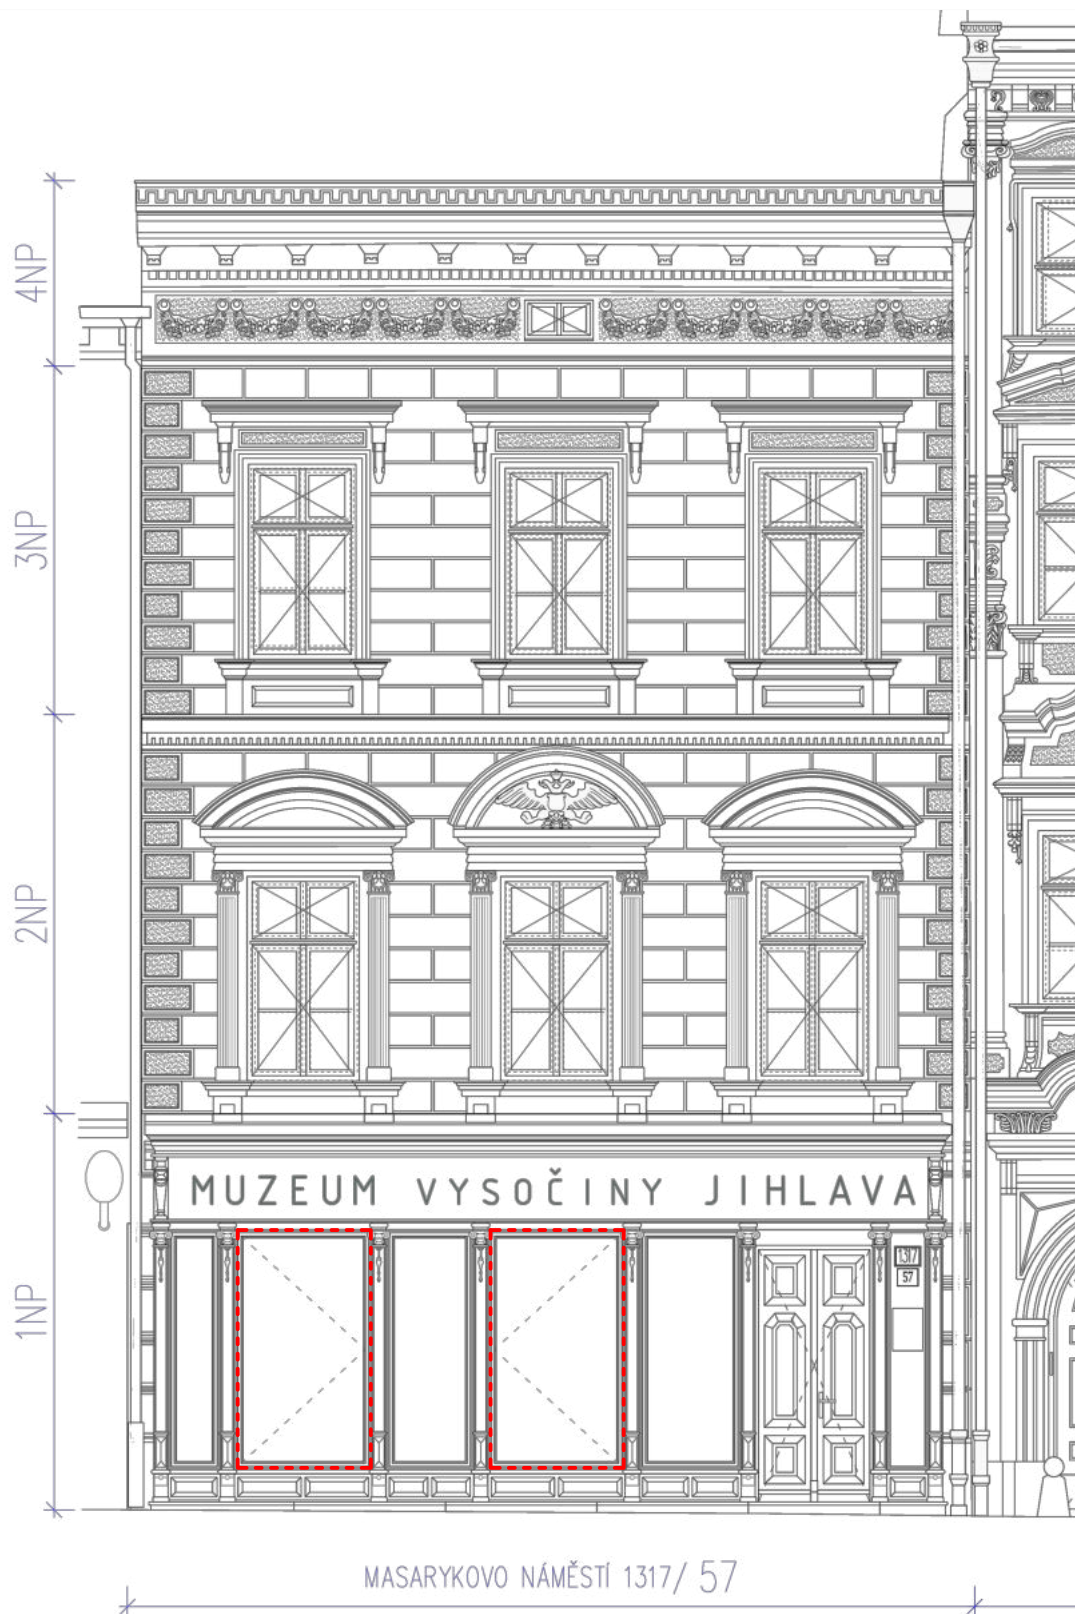 4NP
3NP
2NP
MUZEUM VYSOČINY JIHLAVA
1317
57
1NP
MASARYKOVO NÁMĚSTÍ 1317/ 57